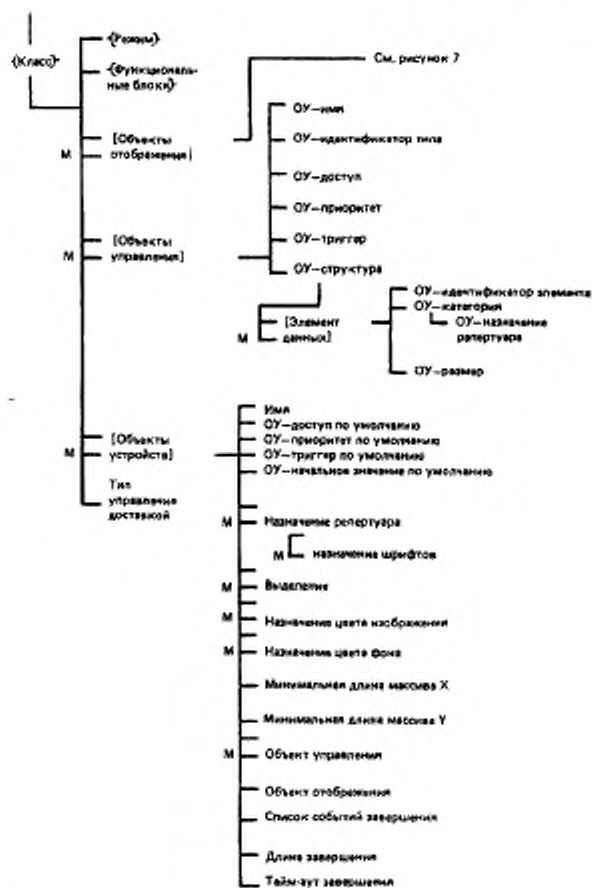 {Класс}
{Режим}
{Функциональ-
ные блоки}
См. рисунок 7
М
[Объекты
отображения]
ОУ—имя
ОУ—идентификатор типа
ОУ—доступ
ОУ—приоритет
ОУ—триггер
ОУ—структура
М
[Объекты
управления]
М
[Элемент
данных]
ОУ—идентификатор элемента
ОУ—категория
ОУ—назначение
репертуара
ОУ—размер
М
[Объекты
устройств]
Тип
управления
доставкой
Имя
ОУ—доступ по умолчанию
ОУ—приоритет по умолчанию
ОУ—триггер по умолчанию
ОУ—начальное значение по умолчанию
М Назначение репертуара
М назначение шрифтов
М Выделение
М Назначение цвета изображения
М Назначение цвета фона
Минимальная длина массива X
Минимальная длина массива Y
М Объект управления
Объект отображения
Список событий завершения
Длина завершения
Тайм-аут завершения